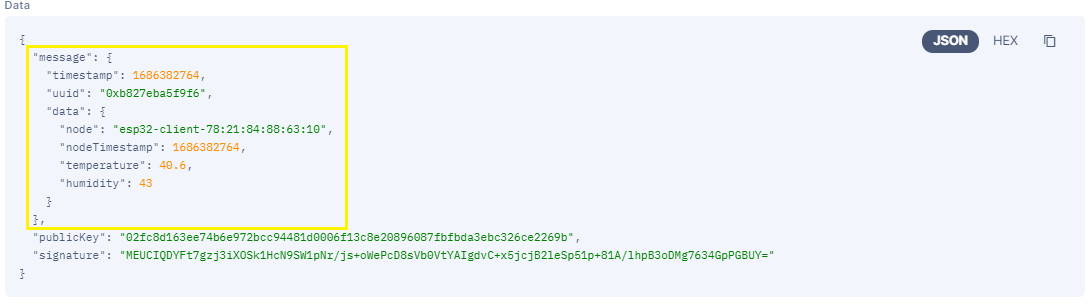 Data
JSON HEX
{
"message": {
"timestamp": 1686382764,
"uuid": "0xb827eba5f9f6",
"data": {
"node": "esp32-client-78:21:84:88:63:10",
"nodeTimestamp": 1686382764,
"temperature": 40.6,
"humidity": 43
}
},
"publicKey": "02fc8d163ee74b6e972bcc94481d0006f13c8e20896087fbfbda3ebc326ce2269b",
"signature": "MEUCIQDYFt7gzj3iXOSk1HcN9SW1pNr/js+oWePcD8sVb0VtYAIgdvC+x5jcjB2leSp51p+81A/lhpB3oDMg7634GpPGBUY="
}